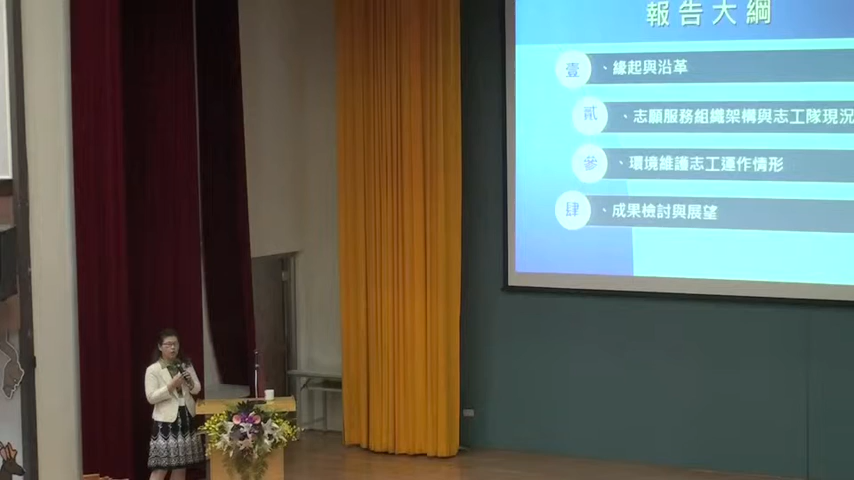 報告大綱
壹、緣起與沿革
貳、志願服務組織架構與志工隊現況
參、環境維護志工運作情形
肆、成果檢討與展望